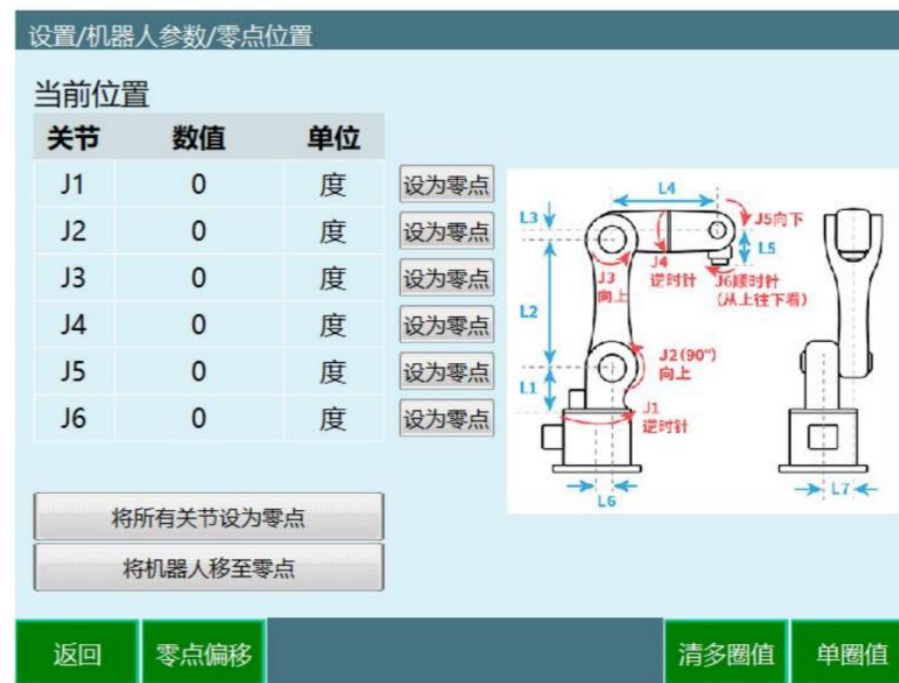 设置/机器人参数/零点位置
当前位置
关节 数值 单位
J1 0 度 设为零点
J2 0 度 设为零点
J3 0 度 设为零点
J4 0 度 设为零点
J5 0 度 设为零点
J6 0 度 设为零点
L4
L3
J5向下
L5
J4
逆时针
J3
向上
J6顺时针
(从上往下看)
L2
J2(90°)
向上
L1
J1
逆时针
L6
L7
将所有关节设为零点
将机器人移至零点
返回 零点偏移 清多圈值 单圈值